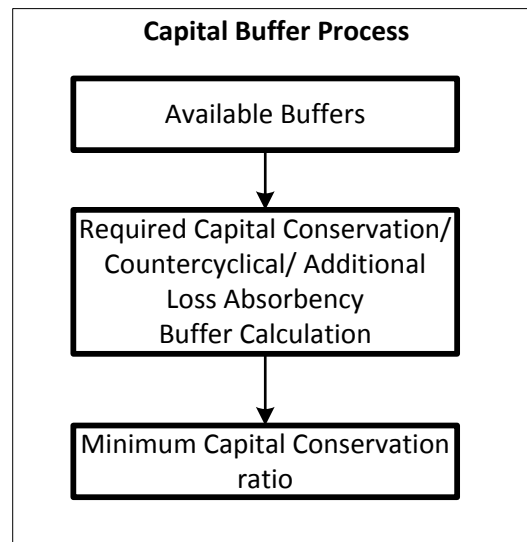 Capital Buffer Process
Available Buffers
Required Capital Conservation/
Countercyclical/ Additional
Loss Absorbency
Buffer Calculation
Minimum Capital Conservation
ratio